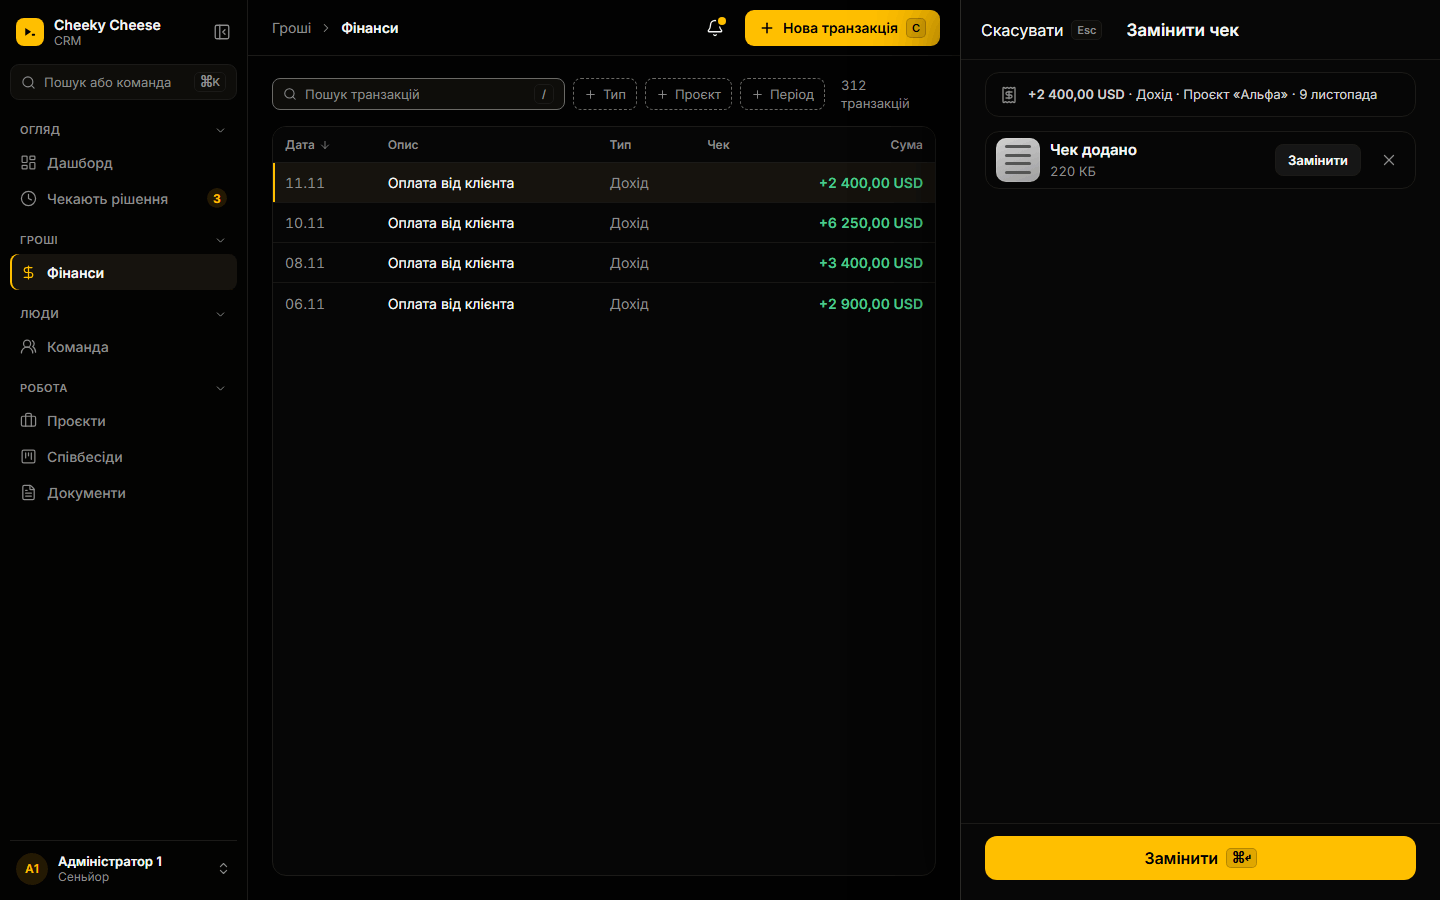 Cheeky Cheese
CRM
Пошук або команда ⌘K
ОГЛЯД
Дашборд
Чекають рішення 3
ГРОШІ
Фінанси
ЛЮДИ
Команда
РОБОТА
Проєкти
Співбесіди
Документи
А1 Адміністратор 1
Сеньйор
Гроші > Фінанси
+ Нова транзакція C
Пошук транзакцій /
+ Тип
+ Проєкт
+ Період
312 транзакцій
Дата ↓ Опис Тип Чек Сума
11.11 Оплата від клієнта Дохід +2 400,00 USD
10.11 Оплата від клієнта Дохід +6 250,00 USD
08.11 Оплата від клієнта Дохід +3 400,00 USD
06.11 Оплата від клієнта Дохід +2 900,00 USD
Скасувати Esc Замінити чек
+2 400,00 USD · Дохід · Проєкт «Альфа» · 9 листопада
Чек додано
220 КБ
Замінити
Замінити ⌘↵